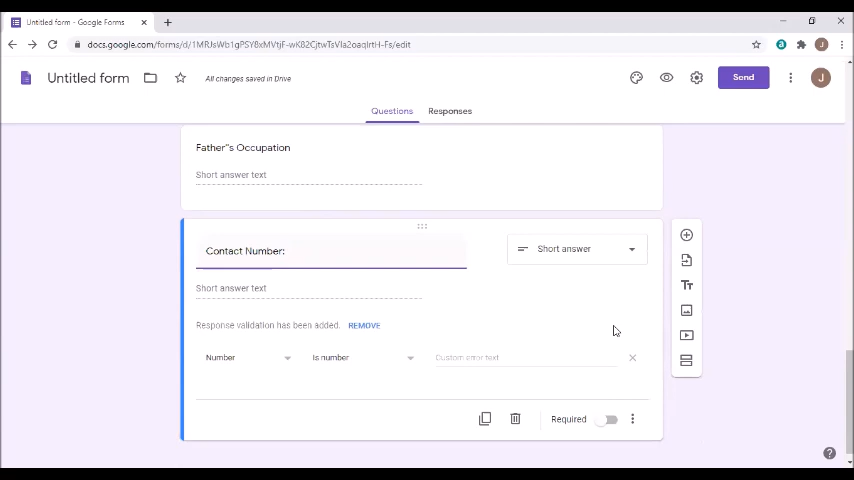 Untitled form - Google Forms
docs.google.com/forms/d/1MRJsWb1gPSY8xMVtjF-wK82CjtwTsVla2oaqIrtH-Fs/edit
J
Untitled form
All changes saved in Drive
Send
J
Questions
Responses
Father"s Occupation
Short answer text
Contact Number:
Short answer
Short answer text
Response validation has been added. REMOVE
Number
Is number
Custom error text
Required